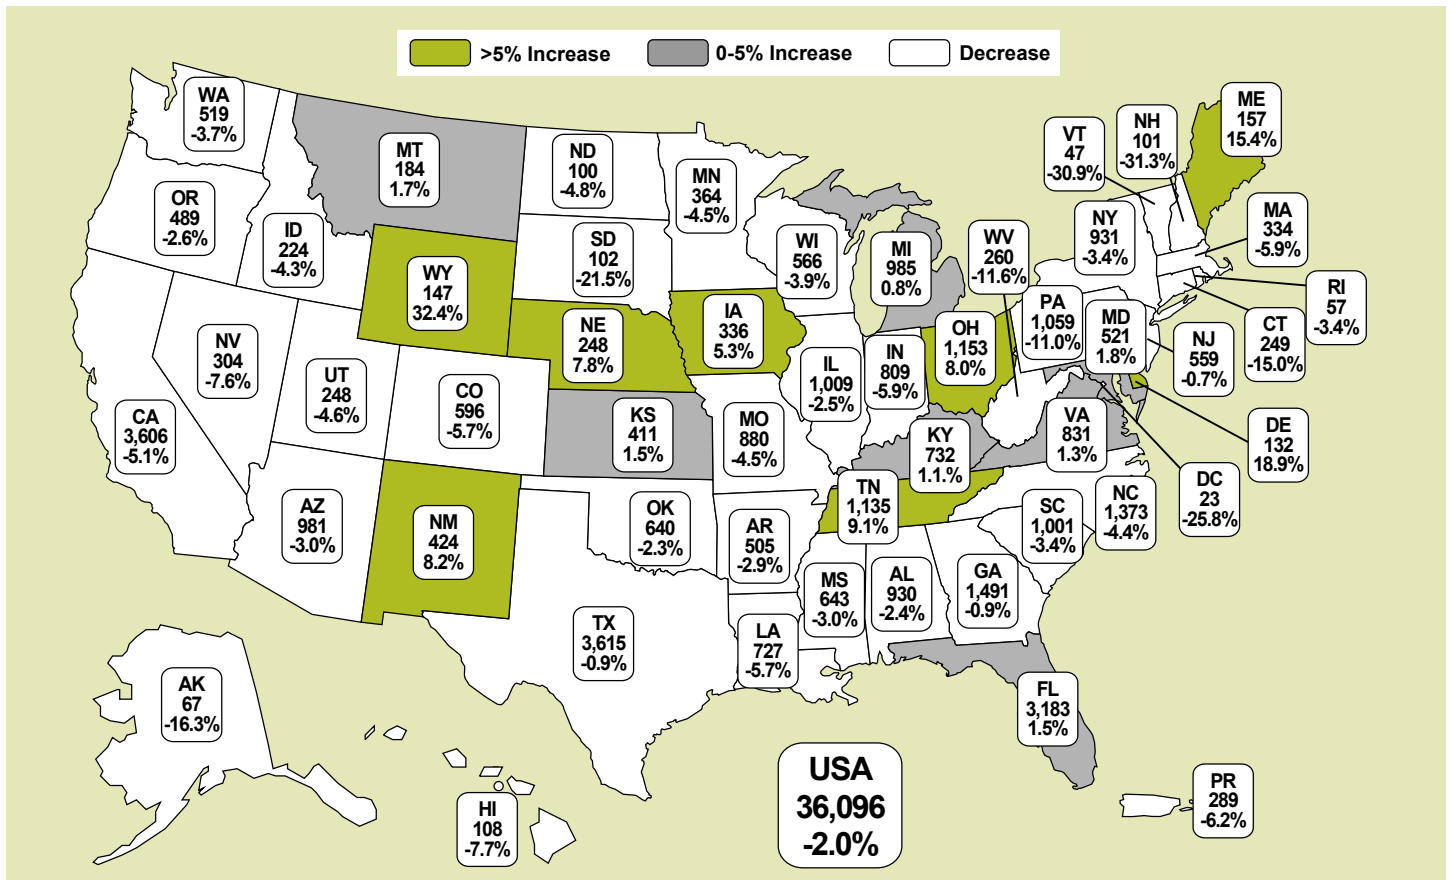 >5% Increase
0-5% Increase
Decrease
WA
519
-3.7%
MT
184
1.7%
ND
100
-4.8%
MN
364
-4.5%
VT
47
-30.9%
NH
101
-31.3%
ME
157
15.4%
OR
489
-2.6%
ID
224
-4.3%
WY
147
32.4%
SD
102
-21.5%
WI
566
-3.9%
MI
985
0.8%
WV
260
-11.6%
NY
931
-3.4%
MA
334
-5.9%
RI
57
-3.4%
NV
304
-7.6%
UT
248
-4.6%
CO
596
-5.7%
NE
248
7.8%
IA
336
5.3%
IL
1,009
-2.5%
IN
809
-5.9%
OH
1,153
8.0%
PA
1,059
-11.0%
MD
521
1.8%
NJ
559
-0.7%
CT
249
-15.0%
CA
3,606
-5.1%
KS
411
1.5%
MO
880
-4.5%
KY
732
1.1.%
VA
831
1.3%
DE
132
18.9%
AZ
981
-3.0%
NM
424
8.2%
OK
640
-2.3%
AR
505
-2.9%
TN
1,135
9.1%
SC
1,001
-3.4%
NC
1,373
-4.4%
DC
23
-25.8%
TX
3,615
-0.9%
LA
727
-5.7%
MS
643
-3.0%
AL
930
-2.4%
GA
1,491
-0.9%
FL
3,183
1.5%
AK
67
-16.3%
HI
108
-7.7%
USA
36,096
-2.0%
PR
289
-6.2%